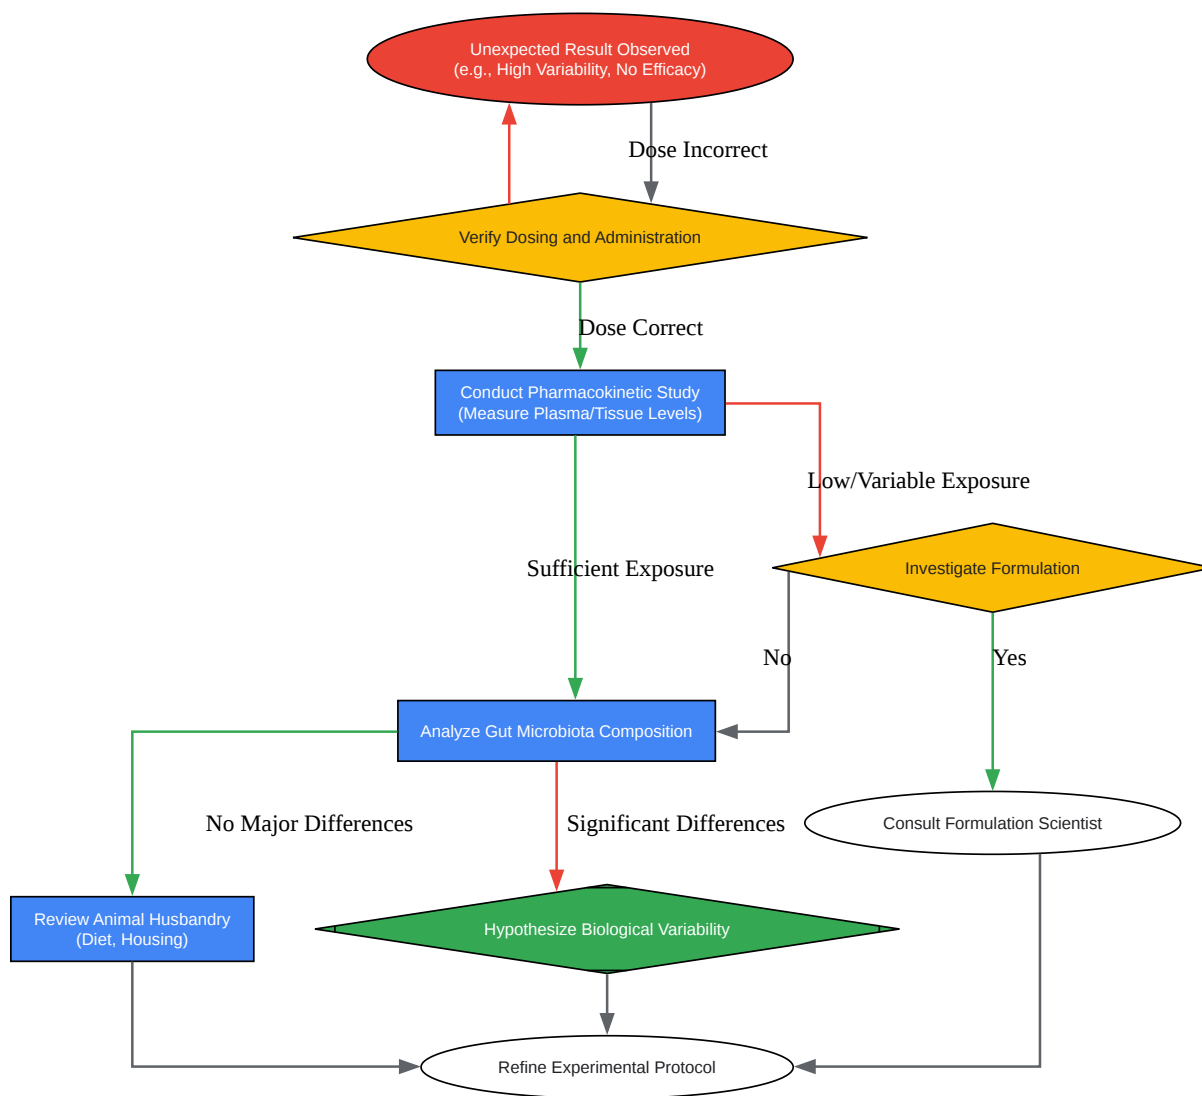 Unexpected Result Observed
(e.g., High Variability, No Efficacy)
Dose Incorrect
Verify Dosing and Administration
Dose Correct
Conduct Pharmacokinetic Study
(Measure Plasma/Tissue Levels)
Low/Variable Exposure
Sufficient Exposure
Investigate Formulation
No
Yes
Analyze Gut Microbiota Composition
No Major Differences
Significant Differences
Consult Formulation Scientist
Review Animal Husbandry
(Diet, Housing)
Hypothesize Biological Variability
Refine Experimental Protocol